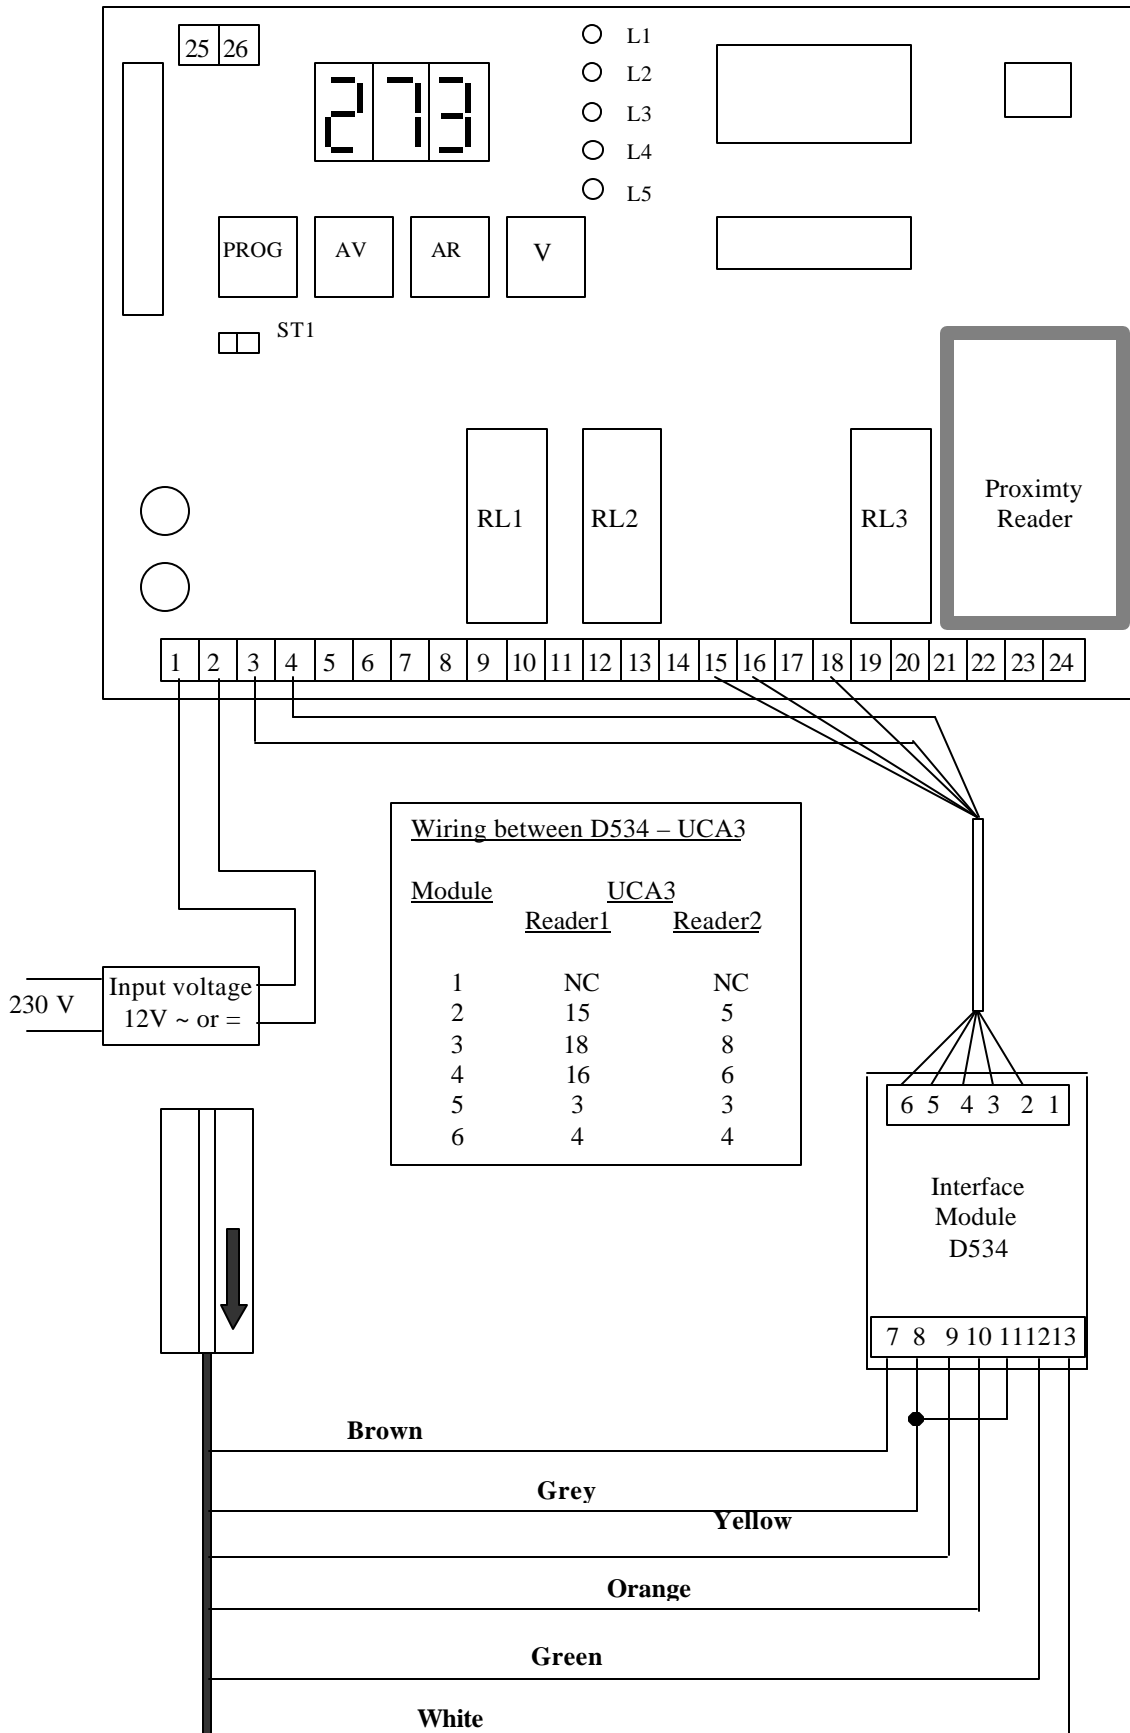 25 26
L1
L2
273
L3
L4
L5
PROG AV AR V
ST1
RL1 RL2 RL3
Proximty
Reader
1 2 3 4 5 6 7 8 9 10 11 12 13 14 15 16 17 18 19 20 21 22 23 24
Wiring between D534 – UCA3
Module UCA3
Reader1 Reader2
1 NC NC
2 15 5
3 18 8
4 16 6
5 3 3
6 4 4
230 V
Input voltage
12V ~ or =
6 5 4 3 2 1
Interface
Module
D534
7 8 9 10 11 12 13
Brown
Grey
Yellow
Orange
Green
White